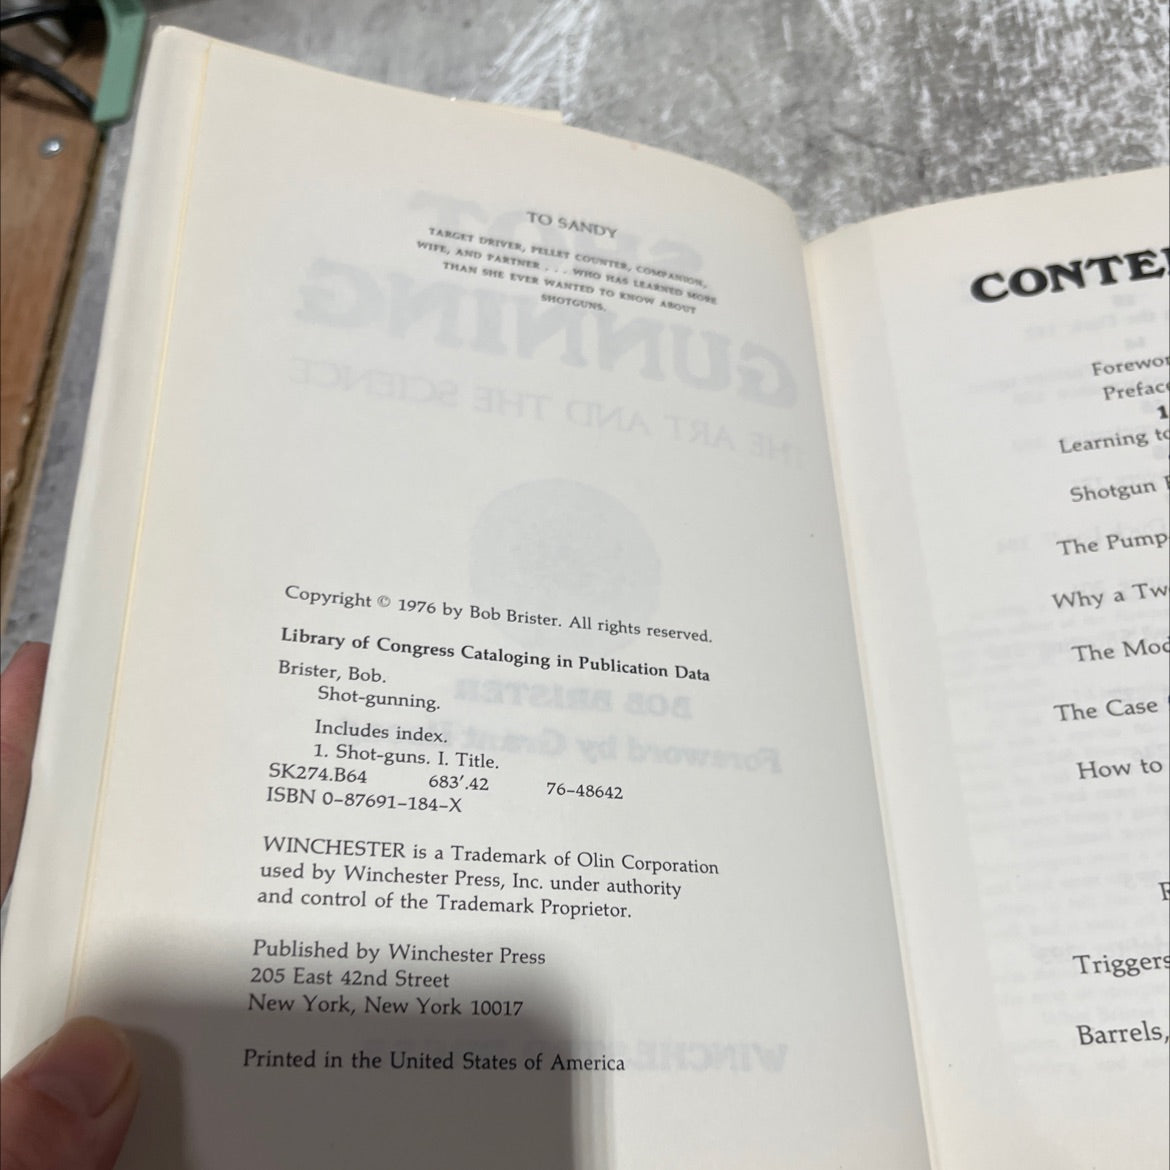 TO SANDY
TARGET DRIVER, PELLET COUNTER, COMPANION,
WIFE, AND PARTNER . . . WHO HAS LEARNED MORE
THAN SHE EVER WANTED TO KNOW ABOUT
SHOTGUNS.
Copyright © 1976 by Bob Brister. All rights reserved.
Library of Congress Cataloging in Publication Data
Brister, Bob.
Shot-gunning.
Includes index.
1. Shot-guns. I. Title.
SK274.B64 683′.42 76–48642
ISBN 0–87691–184–X
WINCHESTER is a Trademark of Olin Corporation
used by Winchester Press, Inc. under authority
and control of the Trademark Proprietor.
Published by Winchester Press
205 East 42nd Street
New York, New York 10017
Printed in the United States of America
CONTE
Forewor
Preface
1
Learning to
Shotgun
The Pump
Why a Tw
The Mod
The Case
How to
Triggers
Barrels,